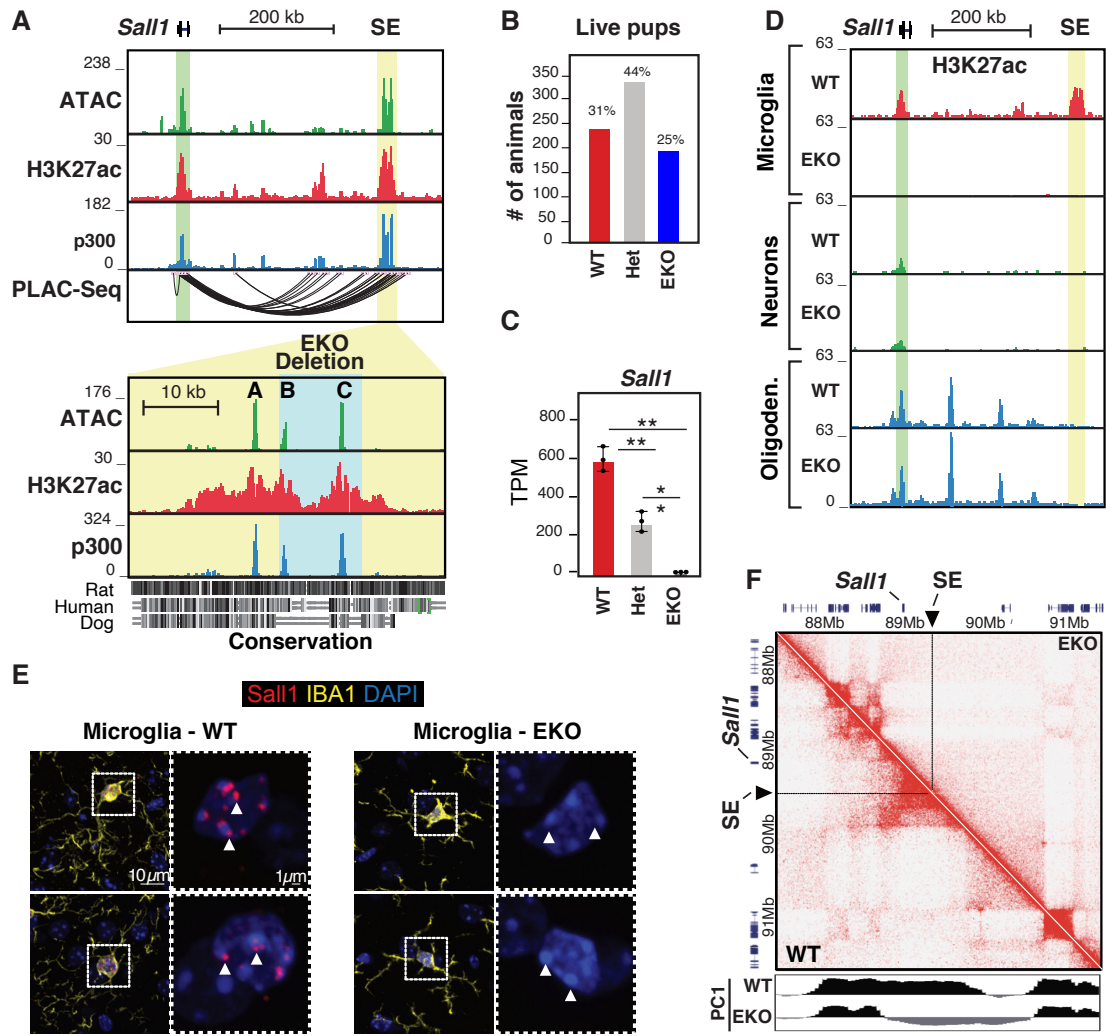 A
Sall1
200 kb
SE
238
ATAC
30
H3K27ac
182
p300
0
PLAC-Seq
EKO
Deletion
176
10 kb
A B C
ATAC
30
H3K27ac
324
p300
0
Rat
Human
Dog
Conservation
B
Live pups
# of animals
350
300
250
200
150
100
50
0
31%
44%
25%
WT Het EKO
C
Sall1
TPM
800
600
400
200
0
**
**
*
*
WT Het EKO
D
Sall1
200 kb
SE
63
H3K27ac
Microglia
WT
63
EKO
63
Neurons
WT
63
EKO
63
Oligoden.
WT
63
EKO
0
E
Sall1 IBA1 DAPI
Microglia - WT
Microglia - EKO
10 µm
1µm
F
Sall1
SE
88Mb 89Mb 90Mb 91Mb
EKO
88Mb
Sall1
89Mb
SE
90Mb
91Mb
WT
PC1
WT
EKO